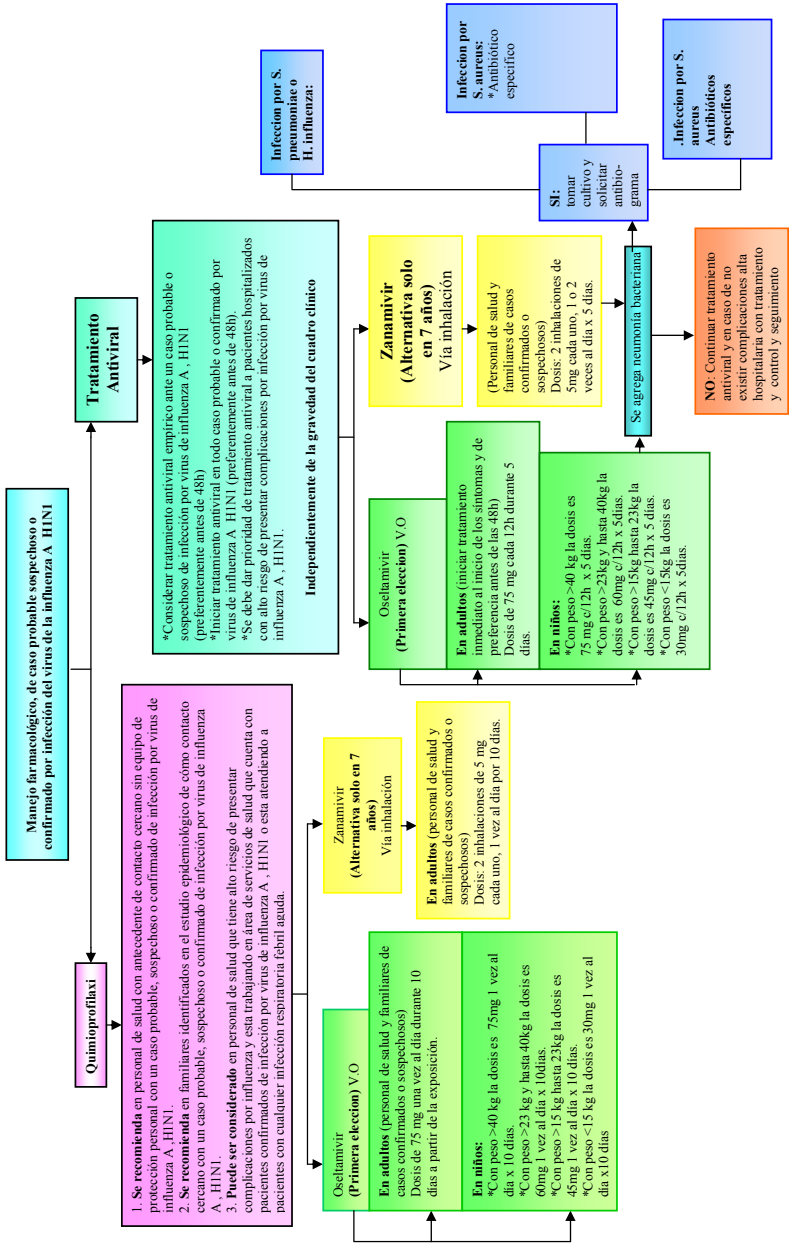 Manejo farmacológico, de caso probable sospechoso o
confirmado por infección del virus de la influenza A H1N1
Quimioprofilaxi
1. Se recomienda en personal de salud con antecedente de contacto cercano sin equipo de
protección personal con un caso probable, sospechoso o confirmado de infección por virus de
influenza A ,H1N1.
2. Se recomienda en familiares identificados en el estudio epidemiológico de cómo contacto
cercano con un caso probable, sospechoso o confirmado de infección por virus de influenza
A , H1N1.
3. Puede ser considerado en personal de salud que tiene alto riesgo de presentar
complicaciones por influenza y esta trabajando en área de servicios de salud que cuenta con
pacientes confirmados de infección por virus de influenza A , H1N1 o esta atendiendo a
pacientes con cualquier infección respiratoria febril aguda.
Oseltamivir
(Primera eleccion) V.O
En adultos (personal de salud y familiares de
casos confirmados o sospechosos)
Dosis de 75 mg una vez al día durante 10
días a partir de la exposición.
En niños:
*Con peso >40 kg la dosis es 75mg 1 vez al
día x 10 días.
*Con peso >23 kg y hasta 40kg la dosis es
60mg 1 vez al día x 10dias.
*Con peso >15 kg hasta 23kg la dosis es
45mg 1 vez al día x 10 días.
*Con peso <15 kg la dosis es 30mg 1 vez al
día x10 días
Zanamivir
(Alternativa solo en 7
años)
Vía inhalación
En adultos (personal de salud y
familiares de casos confirmados o
sospechosos)
Dosis: 2 inhalaciones de 5 mg
cada uno, 1 vez al día por 10 días.
Tratamiento
Antiviral
*Considerar tratamiento antiviral empírico ante un caso probable o
sospechoso de infección por virus de influenza A , H1N1
(preferentemente antes de 48h)
*Iniciar tratamiento antiviral en todo caso probable o confirmado por
virus de influenza A H1N1 (preferentemente antes de 48h).
*Se debe dar prioridad de tratamiento antiviral a pacientes hospitalizados
con alto riesgo de presentar complicaciones por infección por virus de
influenza A , H1N1.
Independientemente de la gravedad del cuadro clínico
Oseltamivir
(Primera eleccion) V.O
En adultos (iniciar tratamiento
inmediato al inicio de los síntomas y de
preferencia antes de las 48h)
Dosis de 75 mg cada 12h durante 5
días.
En niños:
*Con peso >40 kg la dosis es
75 mg c/12h x 5 días.
*Con peso >23kg y hasta 40kg la
dosis es 60mg c/12h x 5dias.
*Con peso >15kg hasta 23kg la
dosis es 45mg c/12h x 5 días.
*Con peso <15kg la dosis es
30mg c/12h x 5dias.
Zanamivir
(Alternativa solo
en 7 años)
Vía inhalación
(Personal de salud y
familiares de casos
confirmados o
sospechosos)
Dosis: 2 inhalaciones de
5mg cada uno, 1 o 2
veces al día x 5 días.
Se agrega neumonía bacteriana
SI:
tomar
cultivo y
solicitar
antibio-
grama
Infeccion por S.
pneumoniae o
H. influenza:
Infeccion por
S. aureus:
*Antibiótico
especifico
.Infeccion por S.
aureus
Antibióticos
específicos
NO: Continuar tratamiento
antiviral y en caso de no
existir complicaciones alta
hospitalaria con tratamiento
y control y seguimiento